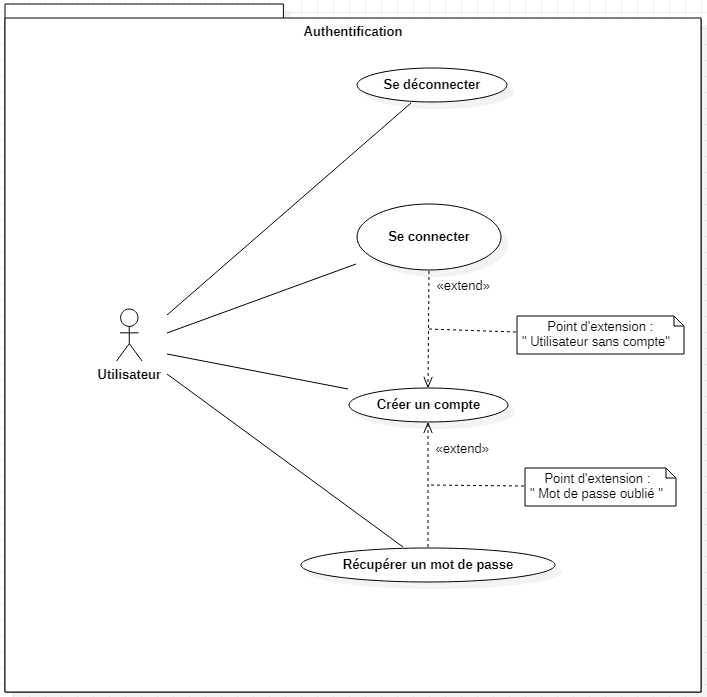 Authentification
Se déconnecter
Se connecter
«extend»
Point d'extension :
" Utilisateur sans compte"
Utilisateur
Créer un compte
«extend»
Point d'extension :
" Mot de passe oublié "
Récupérer un mot de passe